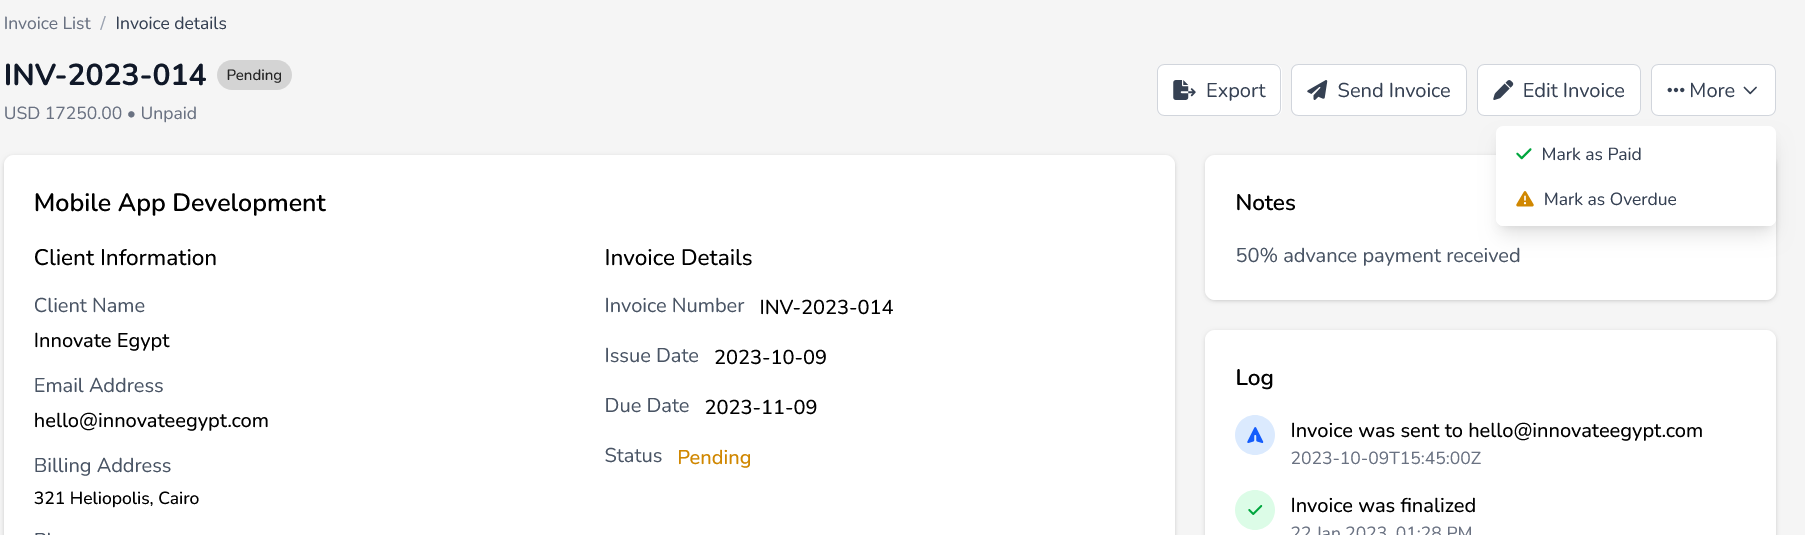 Invoice List / Invoice details
INV-2023-014 Pending
USD 17250.00 • Unpaid
Export
Send Invoice
Edit Invoice
••• More
Mark as Paid
Mark as Overdue
Mobile App Development
Client Information
Client Name
Innovate Egypt
Email Address
hello@innovateegypt.com
Billing Address
321 Heliopolis, Cairo
Invoice Details
Invoice Number INV-2023-014
Issue Date 2023-10-09
Due Date 2023-11-09
Status Pending
Notes
50% advance payment received
Log
Invoice was sent to hello@innovateegypt.com
2023-10-09T15:45:00Z
Invoice was finalized
22 Jan 2023, 01:28 PM